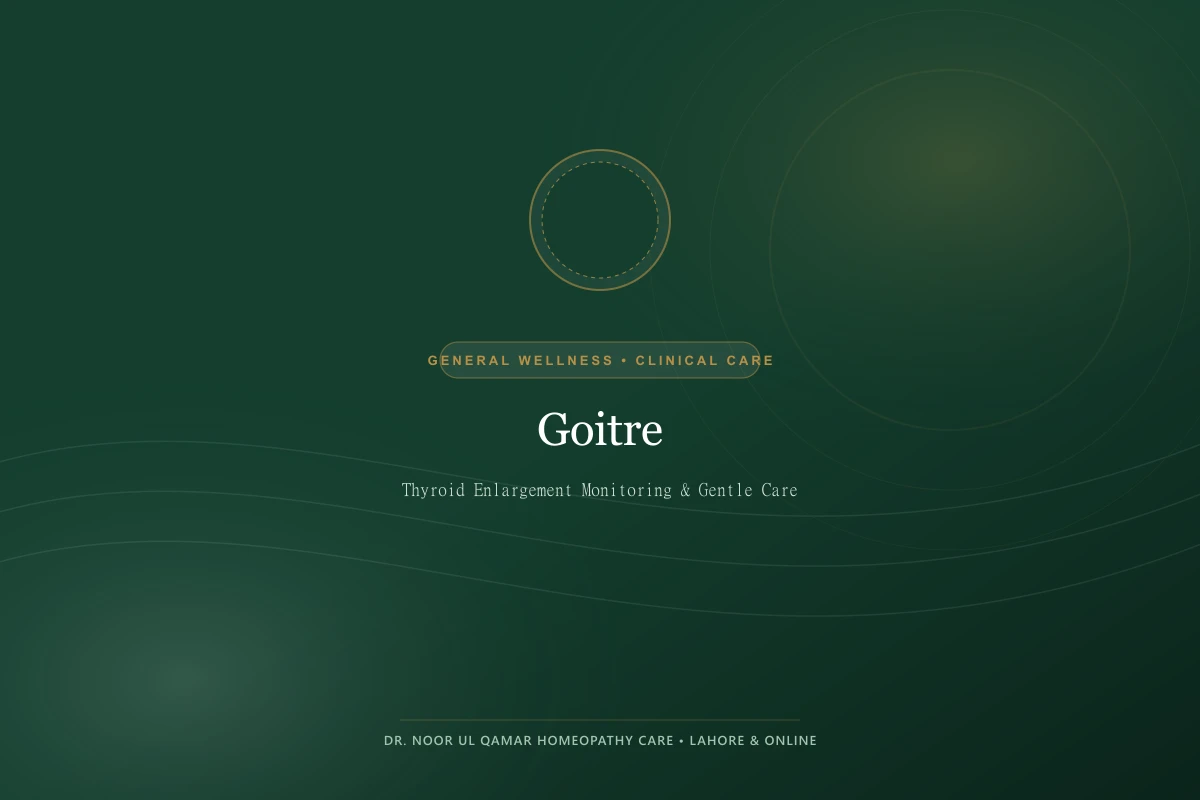 GENERAL WELLNESS • CLINICAL CARE
Goitre
Thyroid Enlargement Monitoring & Gentle Care
DR. NOOR UL QAMAR HOMEOPATHY CARE • LAHORE & ONLINE